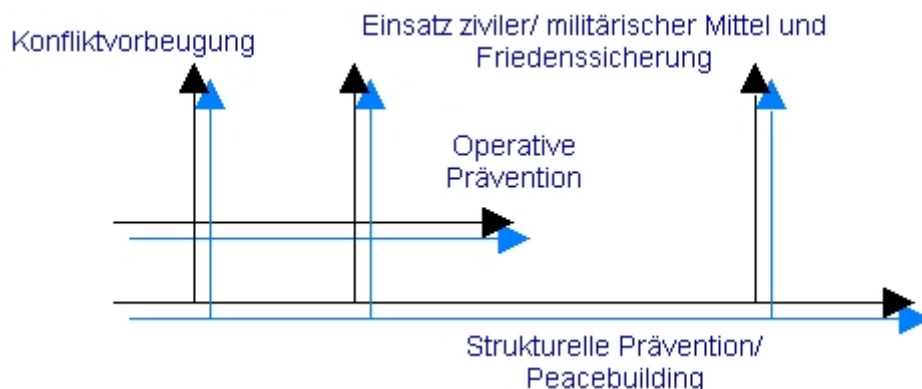 Konfliktvorbeugung
Einsatz ziviler/ militärischer Mittel und
Friedenssicherung
Operative
Prävention
Strukturelle Prävention/
Peacebuilding